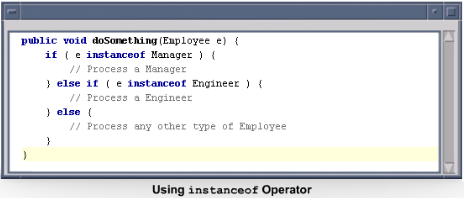 public void doSomething(Employee e) {
if ( e instanceof Manager ) {
// Process a Manager
} else if ( e instanceof Engineer ) {
// Process a Engineer
} else {
// Process any other type of Employee
}
}
Using instanceof Operator